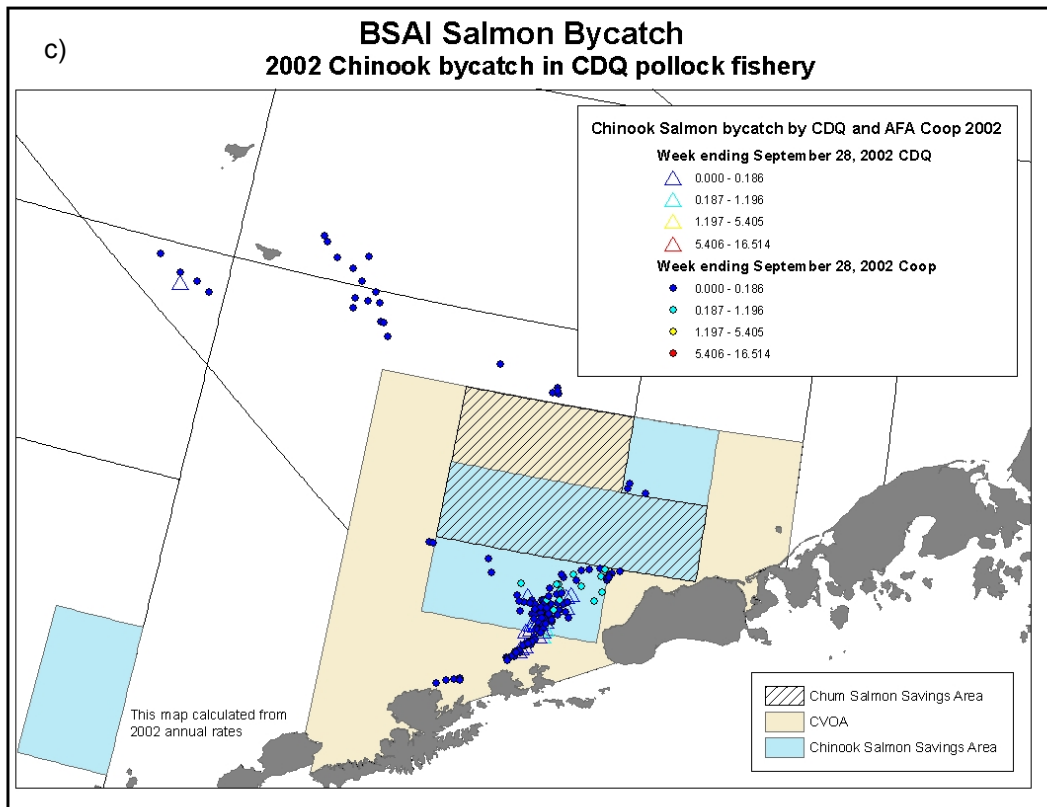 c)
BSAI Salmon Bycatch
2002 Chinook bycatch in CDQ pollock fishery
Chinook Salmon bycatch by CDQ and AFA Coop 2002
Week ending September 28, 2002 CDQ
0.000 - 0.186
0.187 - 1.196
1.197 - 5.405
5.406 - 16.514
Week ending September 28, 2002 Coop
0.000 - 0.186
0.187 - 1.196
1.197 - 5.405
5.406 - 16.514
This map calculated from
2002 annual rates
Chum Salmon Savings Area
CVOA
Chinook Salmon Savings Area